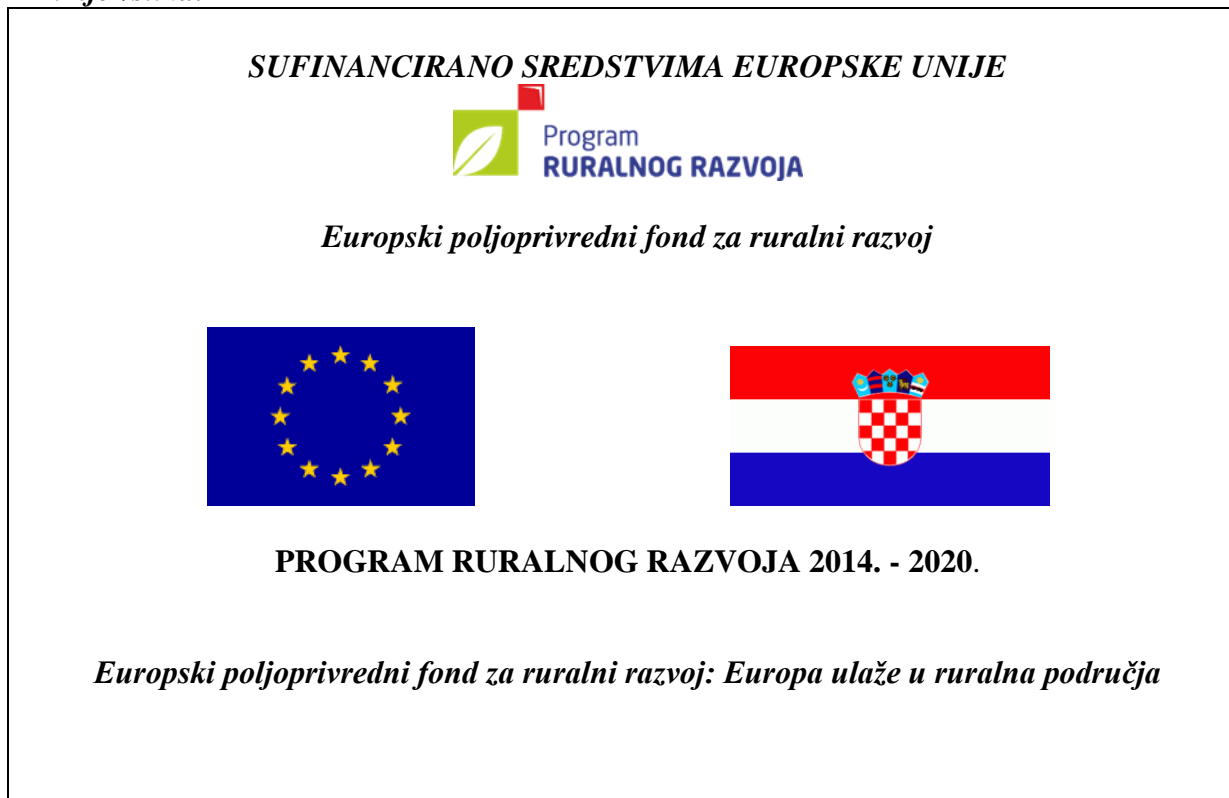 SUFINANCIRANO SREDSTVIMA EUROPSKE UNIJE
Program
RURALNOG RAZVOJA
Europski poljoprivredni fond za ruralni razvoj
PROGRAM RURALNOG RAZVOJA 2014. - 2020.
Europski poljoprivredni fond za ruralni razvoj: Europa ulaže u ruralna područja